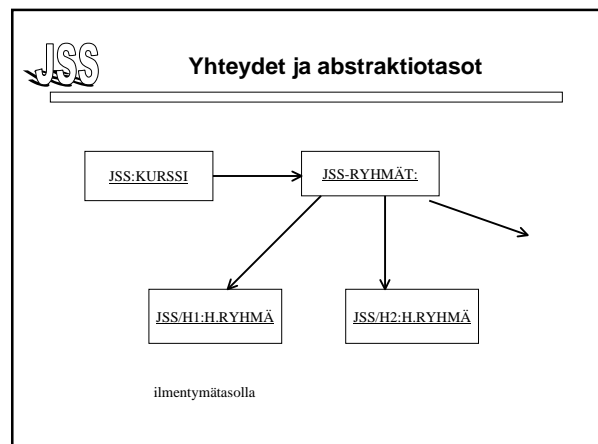 JSS
Yhteydet ja abstraktiotasot
JSS:KURSSI
JSS-RYHMÄT:
JSS/H1:H.RYHMÄ
JSS/H2:H.RYHMÄ
ilmentymätasolla